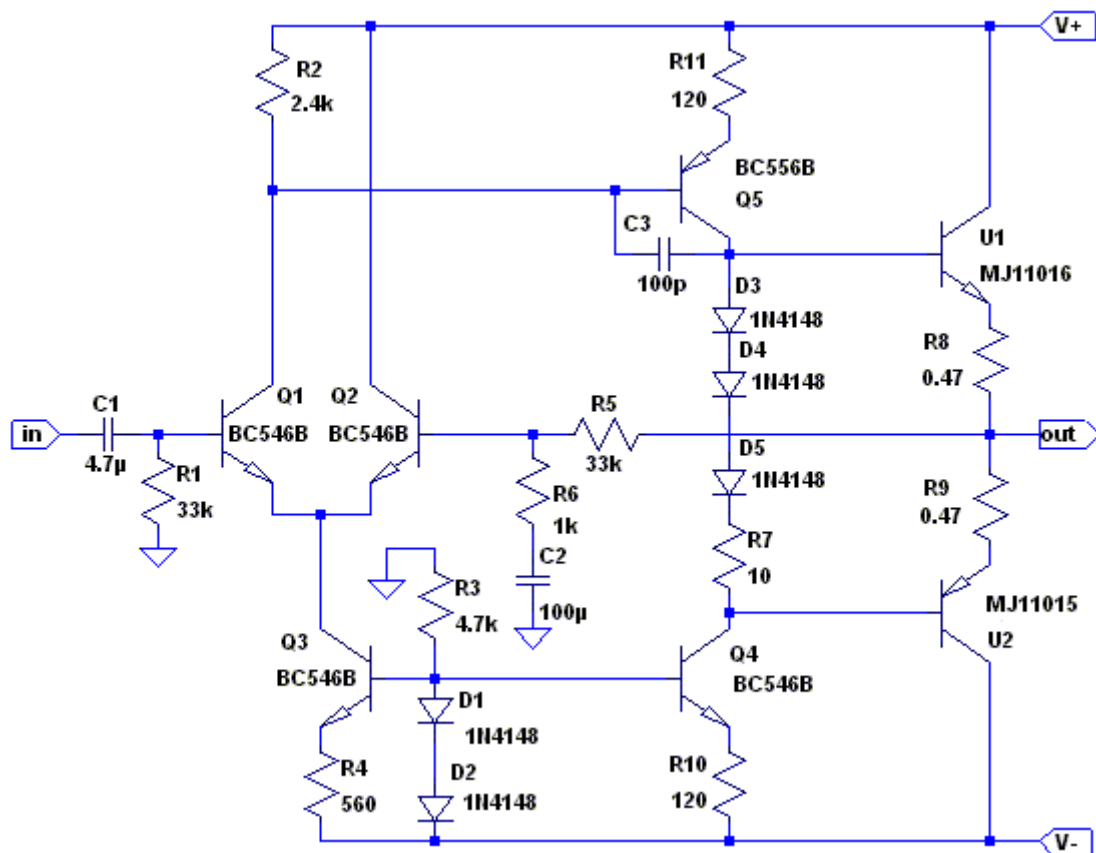 V+
R2
2.4k
R11
120
BC556B
Q5
C3
100p
U1
MJ11016
D3
1N4148
D4
1N4148
R8
0.47
in
C1
4.7µ
Q1
BC546B
Q2
BC546B
R5
33k
out
R1
33k
R6
1k
D5
1N4148
R9
0.47
C2
100µ
R7
10
R3
4.7k
MJ11015
U2
Q3
BC546B
Q4
BC546B
D1
1N4148
R4
560
D2
1N4148
R10
120
V-